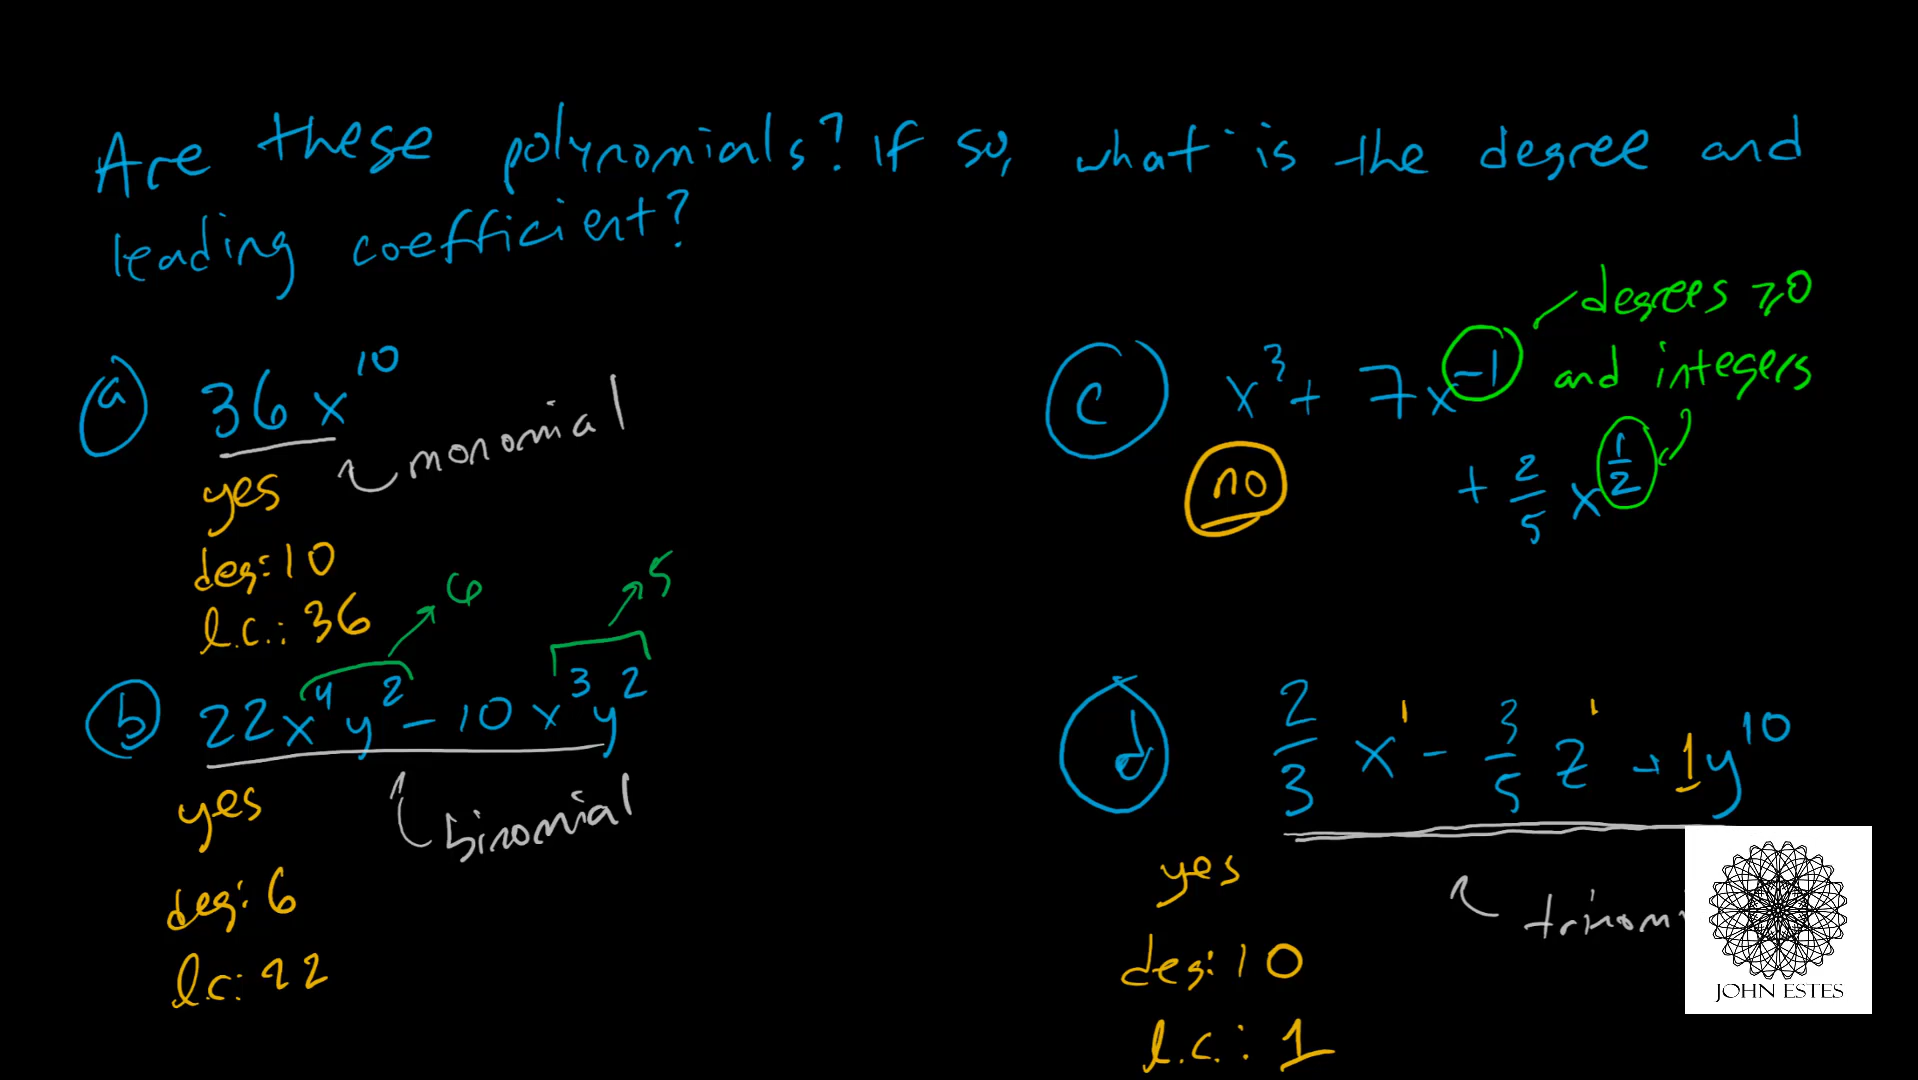 Are these polynomials? If so, what is the degree and
leading coefficient?
a 36x^10
monomial
yes
deg: 10
l.c.: 36
6
5
b 22x^4y^2 - 10x^3y^2
yes
binomial
deg: 6
l.c: 22
degrees ≥0
and integers
c x^3 + 7x^-1
+ 2/5 x^1/2
no
d 2/3 x^1 - 3/5 z^1 + 1y^10
yes
trinomi
deg: 10
l.c.: 1
JOHN ESTES